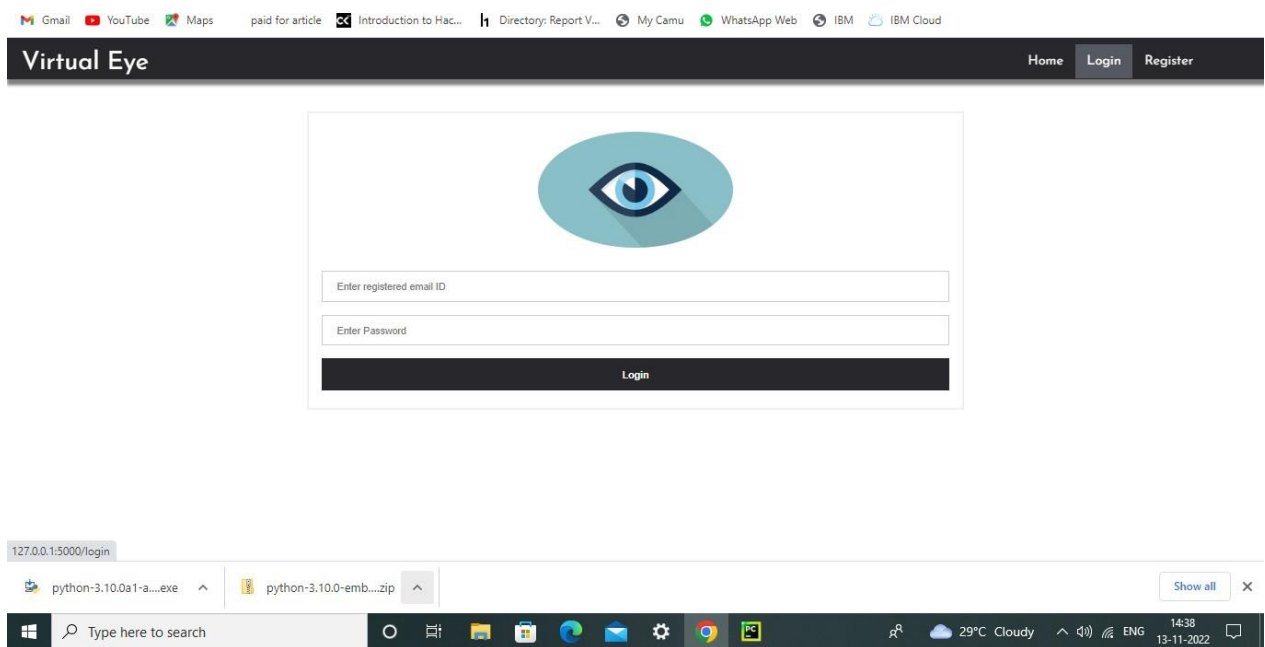 Gmail YouTube Maps paid for article Introduction to Hac... Directory: Report V... My Camu WhatsApp Web IBM IBM Cloud
Virtual Eye Home Login Register
Enter registered email ID
Enter Password
Login
127.0.0.1:5000/login
python-3.10.0a1-a....exe python-3.10.0-emb....zip Show all
Type here to search 29°C Cloudy ENG 14:38
13-11-2022